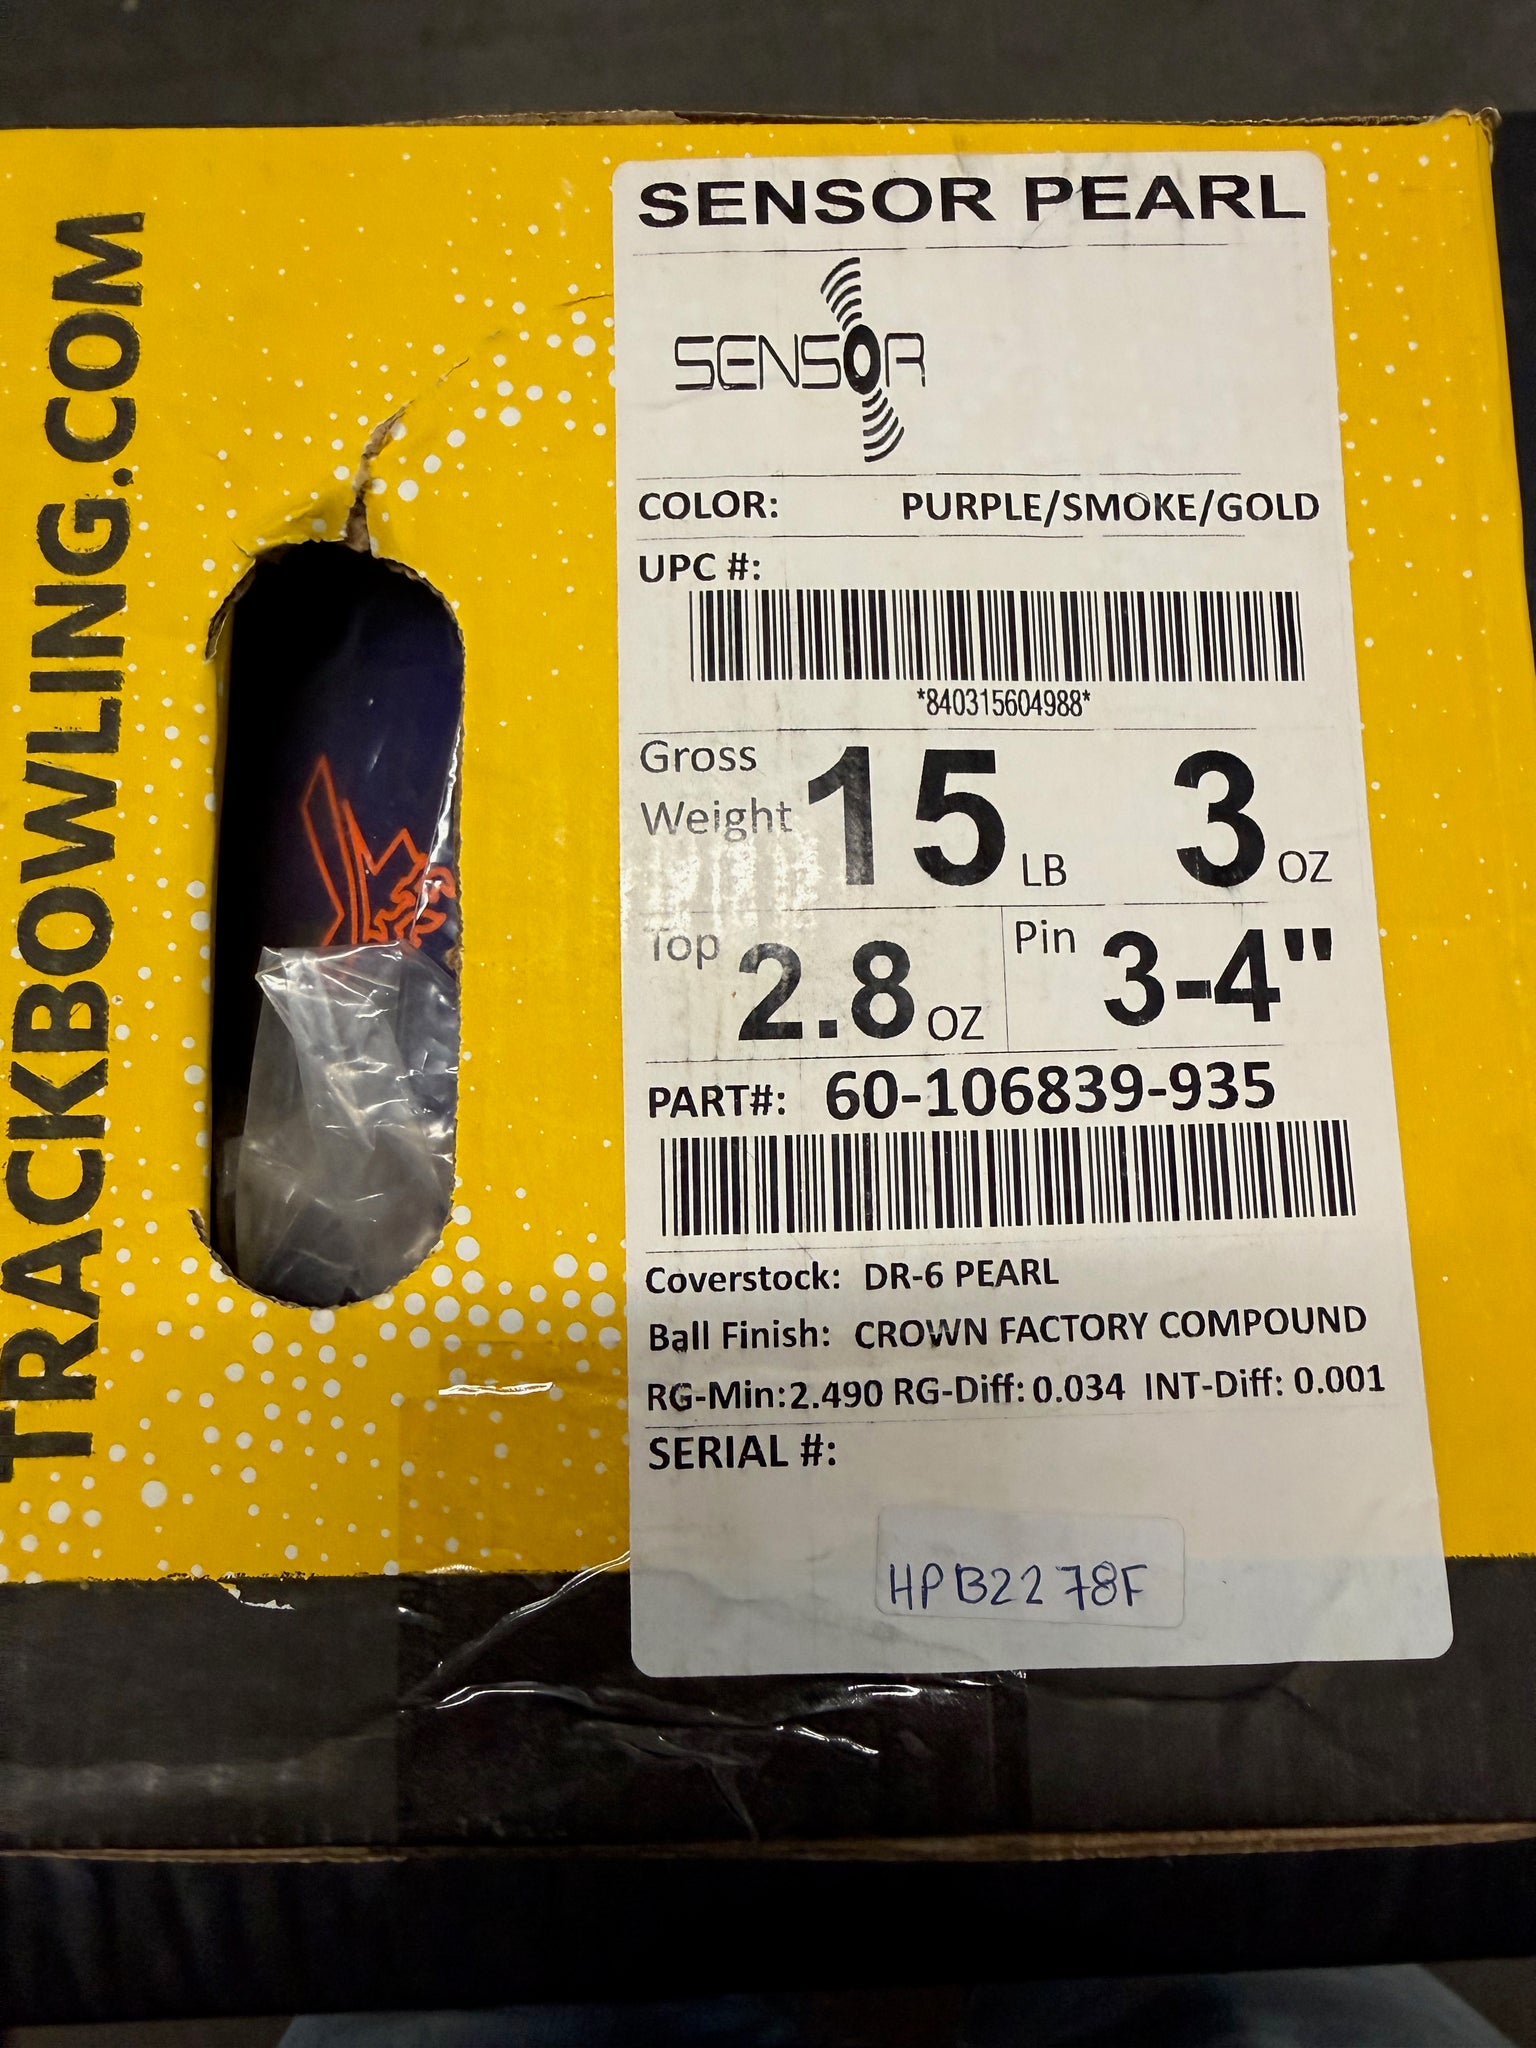 TRACKBOWLING.COM
SENSOR PEARL
SENSOR
COLOR: PURPLE/SMOKE/GOLD
UPC #:
*840315604988*
Gross Weight 15 LB 3 OZ
Top 2.8 OZ Pin 3-4"
PART#: 60-106839-935
Coverstock: DR-6 PEARL
Ball Finish: CROWN FACTORY COMPOUND
RG-Min:2.490 RG-Diff: 0.034 INT-Diff: 0.001
SERIAL #:
HPB2278F